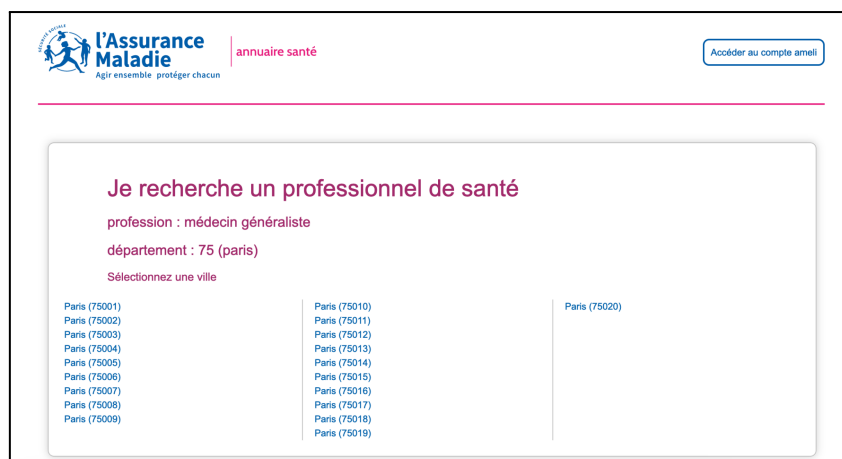 SÉCURITÉ SOCIALE
l'Assurance
Maladie
Agir ensemble protéger chacun
annuaire santé
Accéder au compte ameli
Je recherche un professionnel de santé
profession : médecin généraliste
département : 75 (paris)
Sélectionnez une ville
Paris (75001)
Paris (75002)
Paris (75003)
Paris (75004)
Paris (75005)
Paris (75006)
Paris (75007)
Paris (75008)
Paris (75009)
Paris (75010)
Paris (75011)
Paris (75012)
Paris (75013)
Paris (75014)
Paris (75015)
Paris (75016)
Paris (75017)
Paris (75018)
Paris (75019)
Paris (75020)